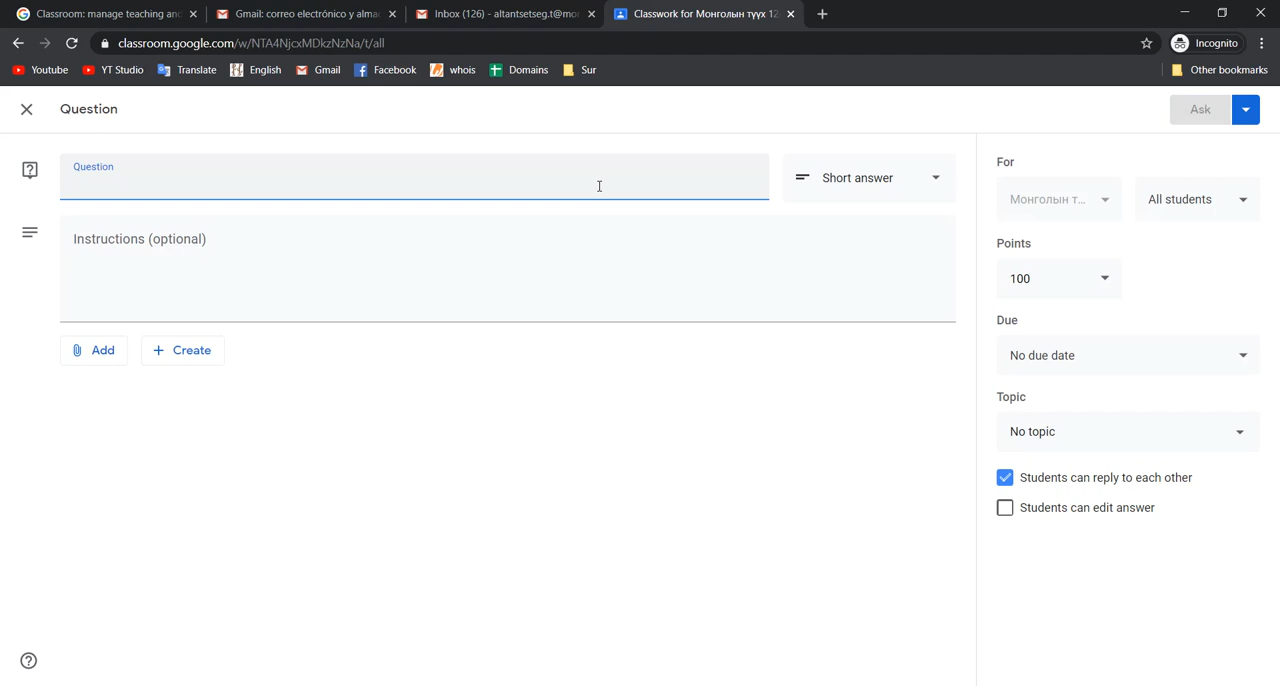 Classroom: manage teaching and
Gmail: correo electrónico y alma
Inbox (126) - altantsetseg.t@mon
Classwork for Монголын түүх 12
classroom.google.com/w/NTA4NjcxMDkzNzNa/t/all
Incognito
Youtube
YT Studio
Translate
English
Gmail
Facebook
whois
Domains
Sur
Other bookmarks
Question
Ask
Question
Short answer
Instructions (optional)
Add
Create
For
Монголын т...
All students
Points
100
Due
No due date
Topic
No topic
Students can reply to each other
Students can edit answer